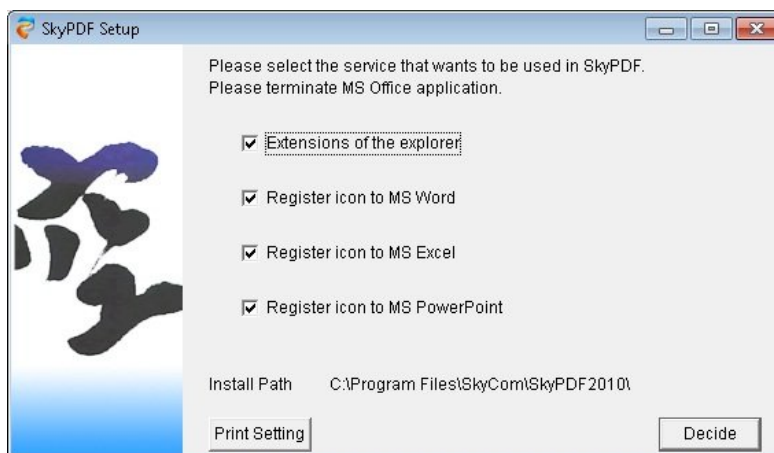 SkyPDF Setup
Please select the service that wants to be used in SkyPDF.
Please terminate MS Office application.
Extensions of the explorer
Register icon to MS Word
Register icon to MS Excel
Register icon to MS PowerPoint
空
Install Path C:\Program Files\SkyCom\SkyPDF2010\
Print Setting Decide